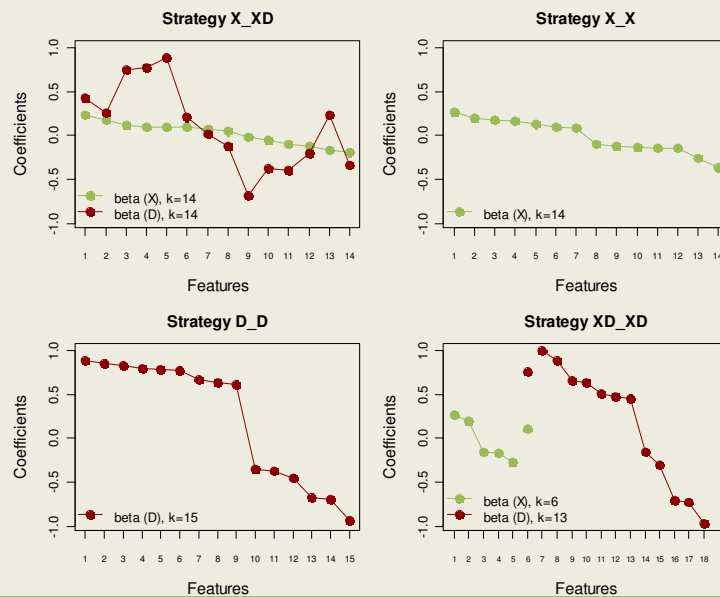 Strategy X_XD
Coefficients
1.0
0.5
0.0
-0.5
-1.0
beta (X), k=14
beta (D), k=14
1 2 3 4 5 6 7 8 9 10 11 12 13 14
Features
Strategy X_X
Coefficients
1.0
0.5
0.0
-0.5
-1.0
beta (X), k=14
1 2 3 4 5 6 7 8 9 10 11 12 13 14
Features
Strategy D_D
Coefficients
1.0
0.5
0.0
-0.5
-1.0
beta (D), k=15
1 2 3 4 5 6 7 8 9 10 11 12 13 14 15
Features
Strategy XD_XD
Coefficients
1.0
0.5
0.0
-0.5
-1.0
beta (X), k=6
beta (D), k=13
1 2 3 4 5 6 7 8 9 10 11 12 13 14 15 16 17 18
Features